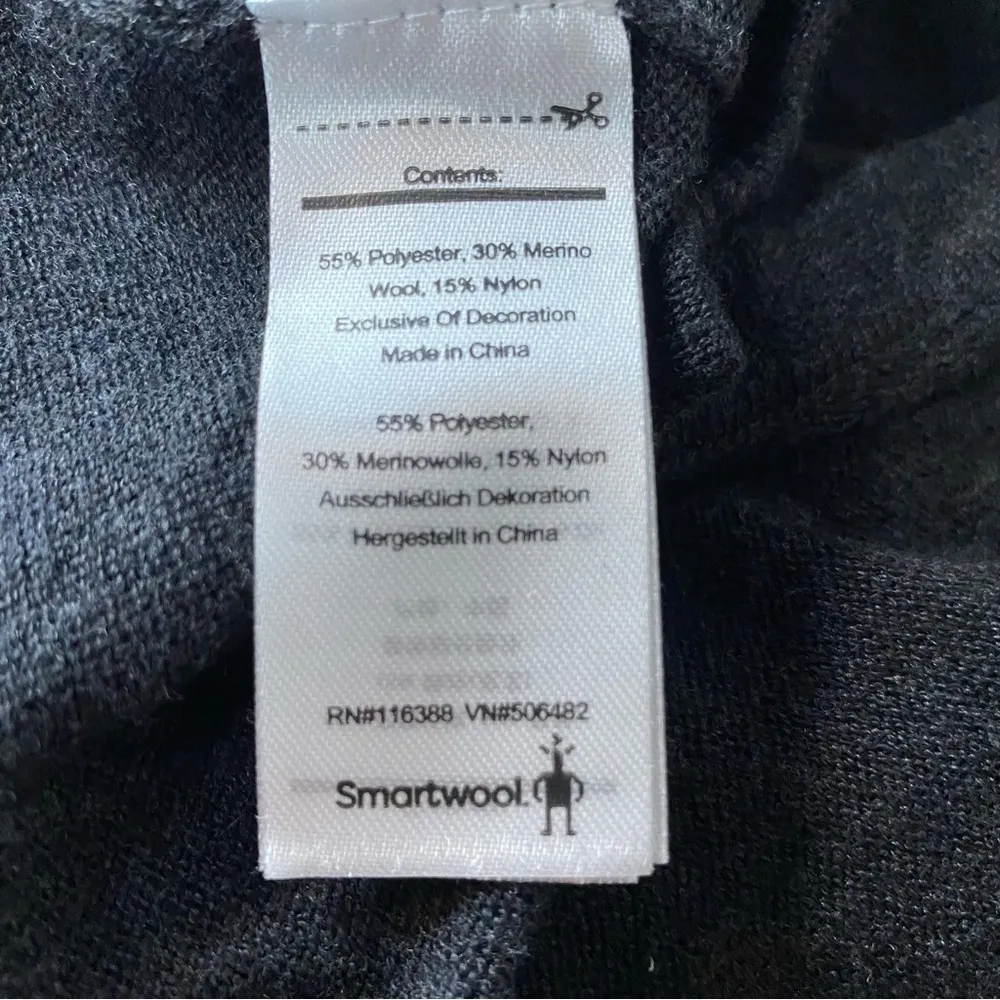 Contents:
55% Polyester, 30% Merino
Wool, 15% Nylon
Exclusive Of Decoration
Made in China
55% Polyester,
30% Merinowolle, 15% Nylon
Ausschließlich Dekoration
Hergestellt in China
RN#116388 VN#506482
Smartwool.